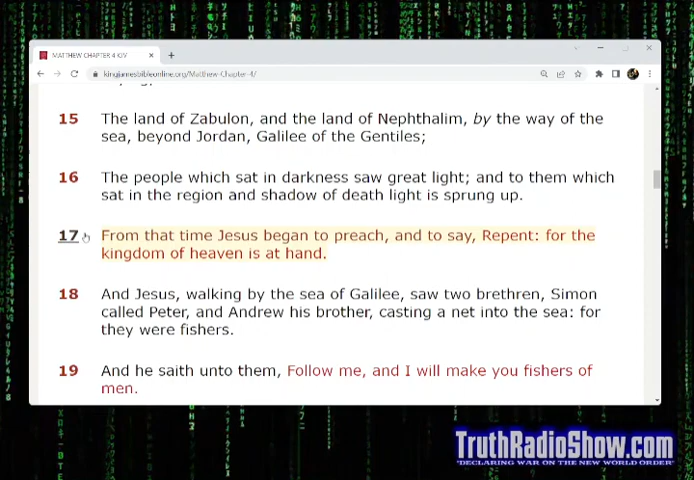 MATTHEW CHAPTER 4 KJV
kingjamesbibleonline.org/Matthew-Chapter-4/
15 The land of Zabulon, and the land of Nephthalim, by the way of the
sea, beyond Jordan, Galilee of the Gentiles;
16 The people which sat in darkness saw great light; and to them which
sat in the region and shadow of death light is sprung up.
17 From that time Jesus began to preach, and to say, Repent: for the
kingdom of heaven is at hand.
18 And Jesus, walking by the sea of Galilee, saw two brethren, Simon
called Peter, and Andrew his brother, casting a net into the sea: for
they were fishers.
19 And he saith unto them, Follow me, and I will make you fishers of
men.
TruthRadioShow.com
"DECLARING WAR ON THE NEW WORLD ORDER"